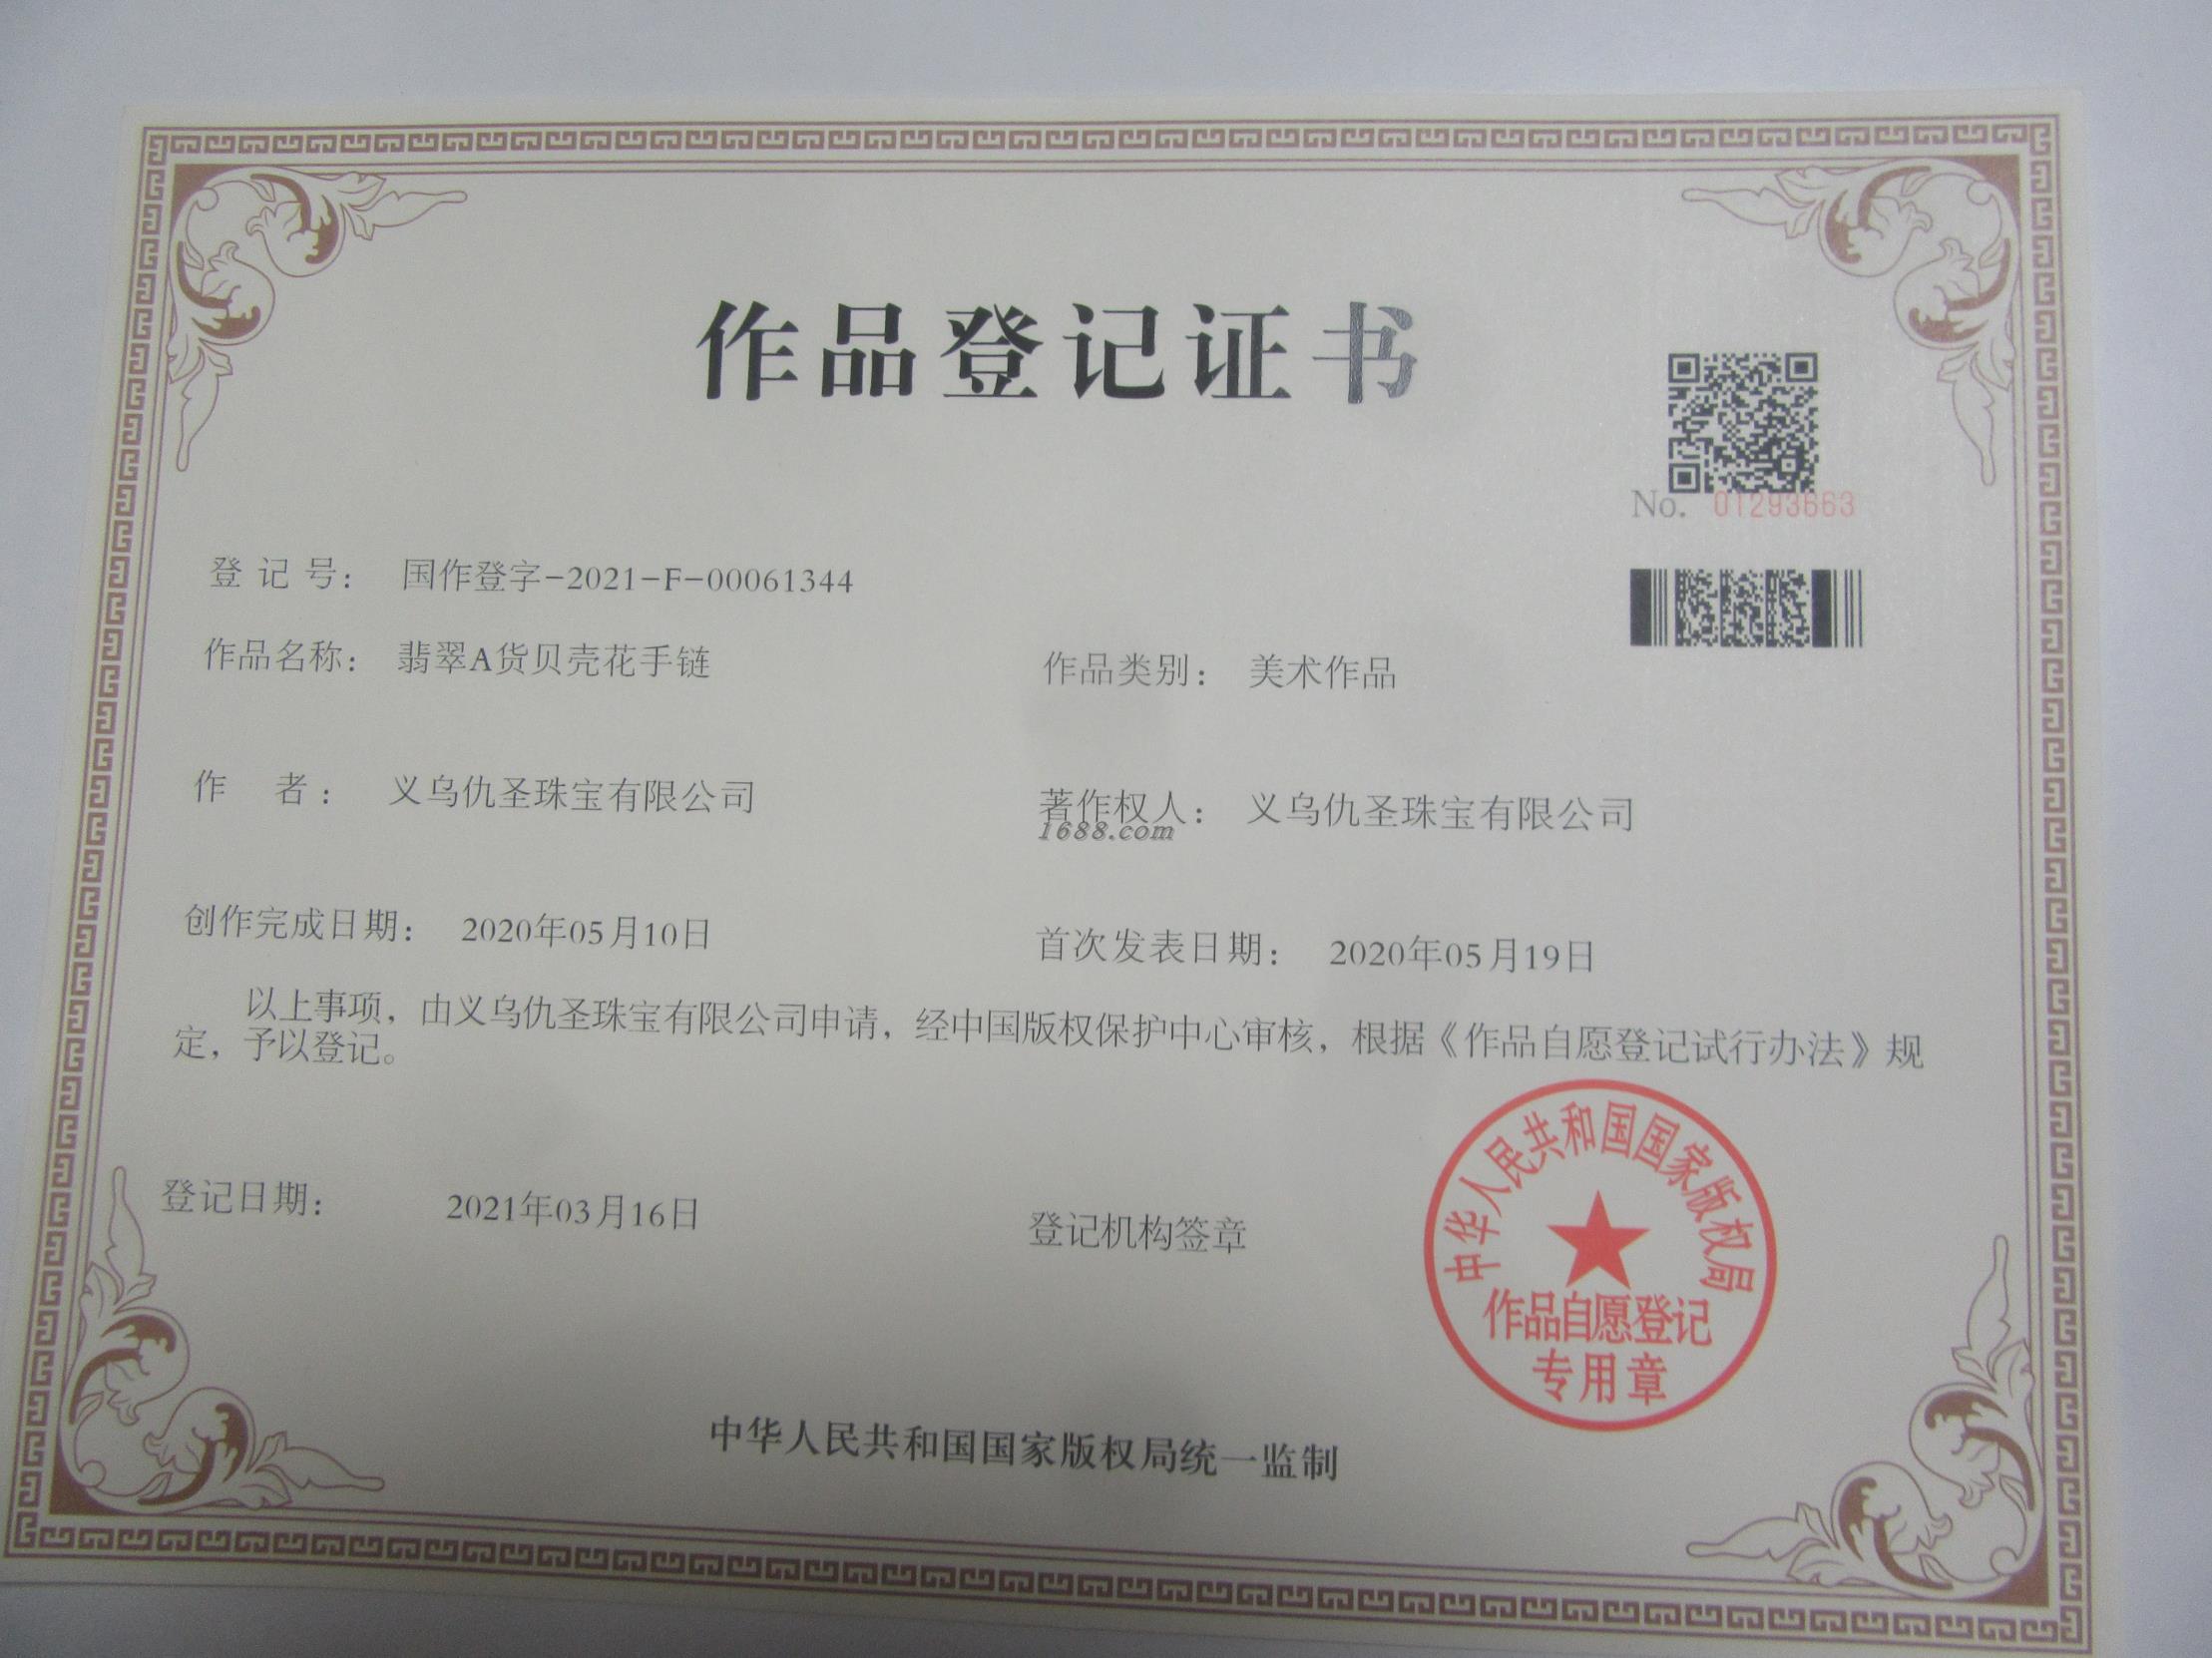 作品登记证书
No. 01293663
登记号： 国作登字-2021-F-00061344
作品名称： 翡翠A货贝壳花手链
作品类别： 美术作品
作者： 义乌仇圣珠宝有限公司
著作权人： 义乌仇圣珠宝有限公司
1688.com
创作完成日期： 2020年05月10日
首次发表日期： 2020年05月19日
以上事项，由义乌仇圣珠宝有限公司申请，经中国版权保护中心审核，根据《作品自愿登记试行办法》规
定，予以登记。
登记日期： 2021年03月16日
登记机构签章
中华人民共和国国家版权局
作品自愿登记
专用章
中华人民共和国国家版权局统一监制